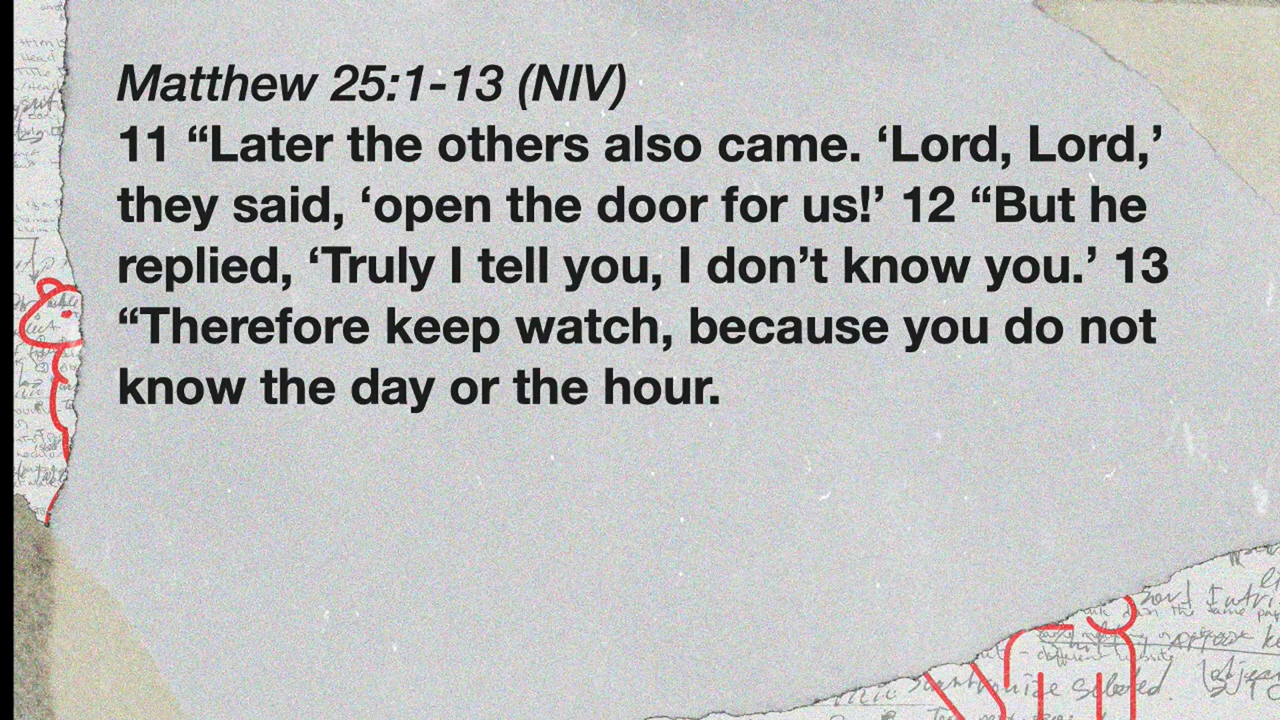 Matthew 25:1-13 (NIV)
11 “Later the others also came. ‘Lord, Lord,’
they said, ‘open the door for us!’ 12 “But he
replied, ‘Truly I tell you, I don’t know you.’ 13
“Therefore keep watch, because you do not
know the day or the hour.